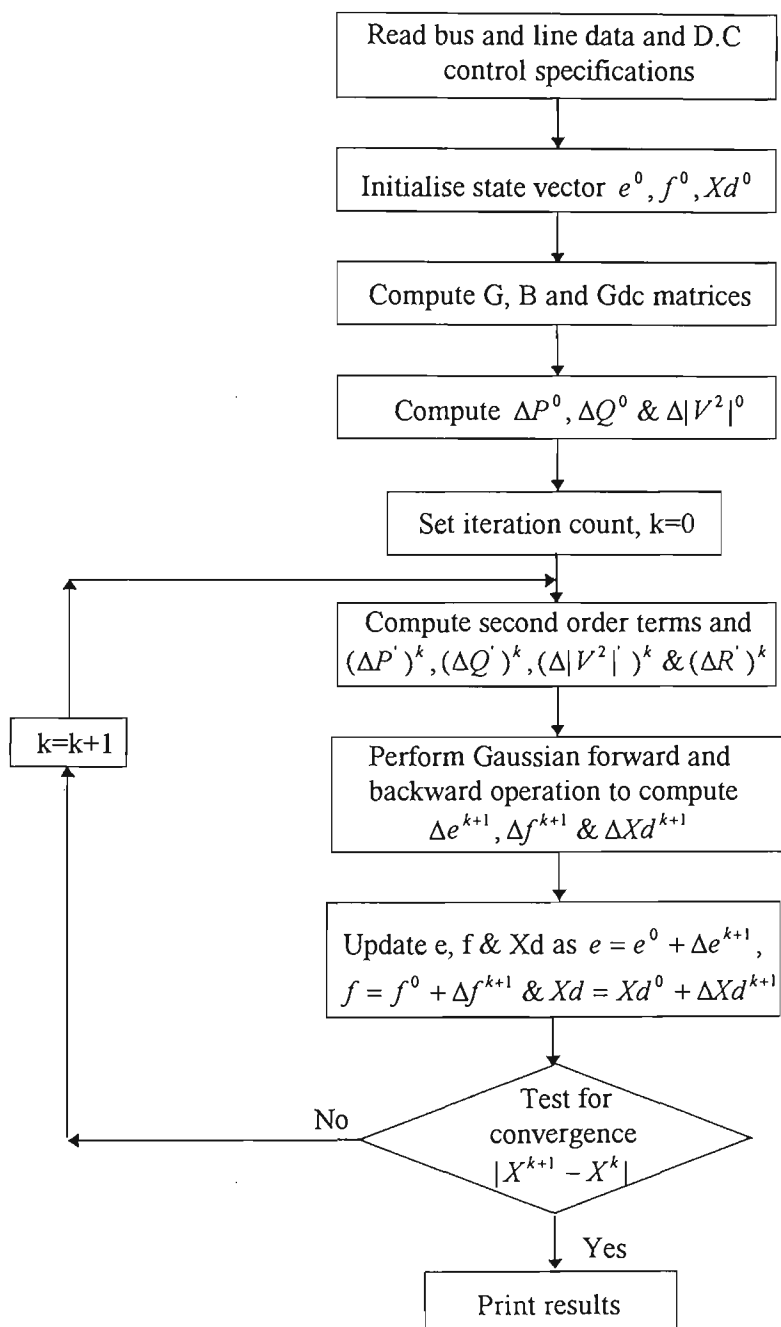 Read bus and line data and D.C
control specifications
Initialise state vector e⁰, f⁰, Xd⁰
Compute G, B and Gdc matrices
Compute ΔP⁰, ΔQ⁰ & Δ|V²|⁰
Set iteration count, k=0
Compute second order terms and
(ΔP')ᵏ, (ΔQ')ᵏ, (Δ|V²|')ᵏ & (ΔR')ᵏ
k=k+1
Perform Gaussian forward and
backward operation to compute
Δeᵏ⁺¹, Δfᵏ⁺¹ & ΔXdᵏ⁺¹
Update e, f & Xd as e = e⁰ + Δeᵏ⁺¹,
f = f⁰ + Δfᵏ⁺¹ & Xd = Xd⁰ + ΔXdᵏ⁺¹
No
Test for
convergence
|Xᵏ⁺¹ − Xᵏ|
Yes
Print results